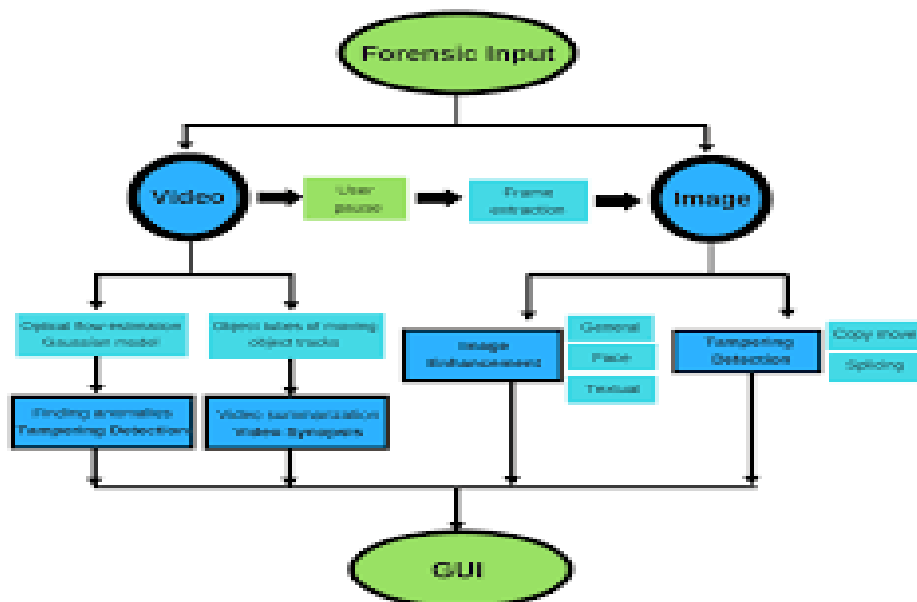 Forensic Input
Video
User
pause
Frame
extraction
Image
Optical flow estimation
Gaussian model
Object tubes of moving
object tracks
Image
Enhancement
General
Face
Textual
Tampering
Detection
Copy move
Splicing
Finding anomalies
Tampering Detection
Video summarization
Video Synopsis
GUI